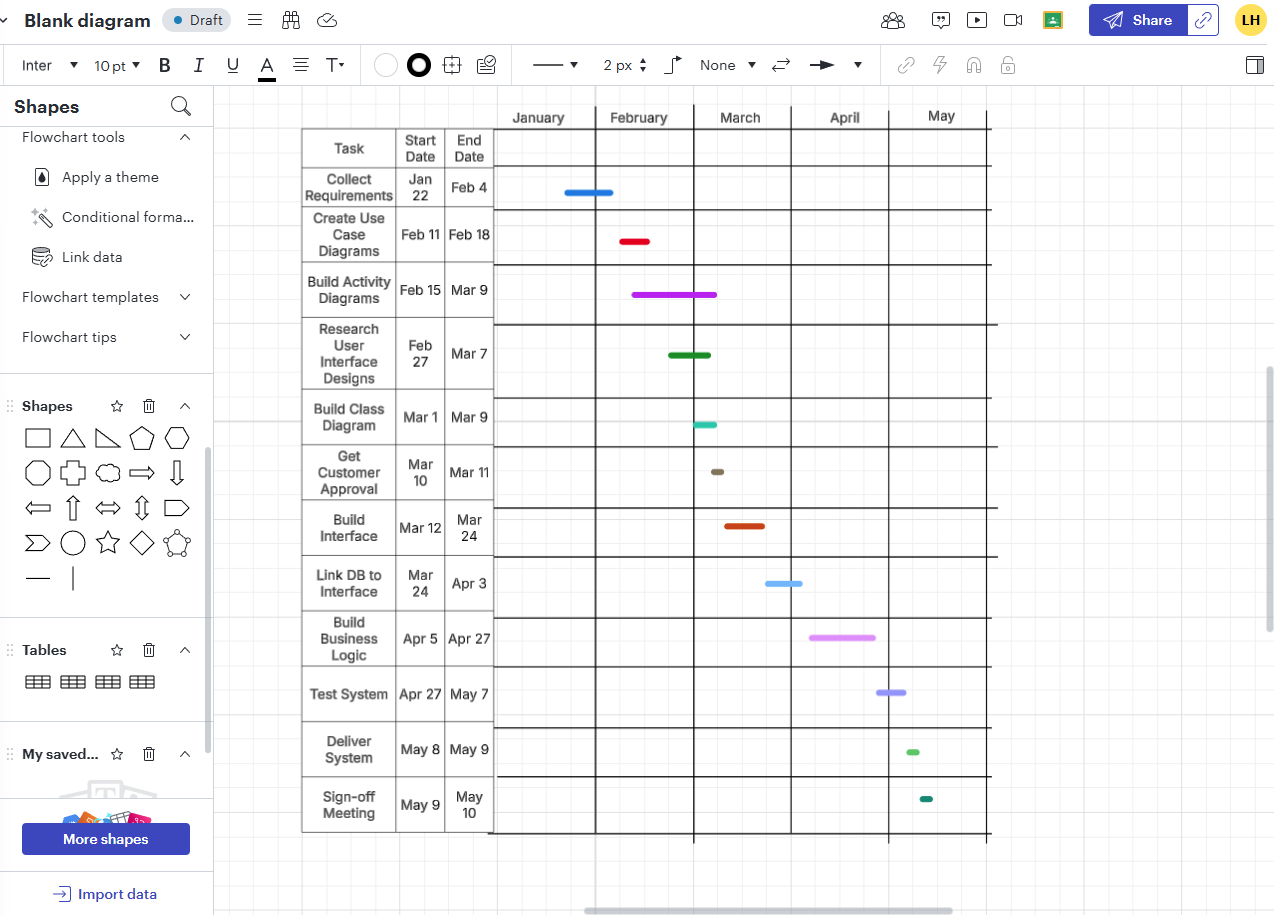 Blank diagram
Draft
Share
LH
Inter
10 pt
B
I
U
A
T
2 px
None
Shapes
Flowchart tools
Apply a theme
Conditional forma...
Link data
Flowchart templates
Flowchart tips
Shapes
Tables
My saved...
More shapes
Import data
January February March April May
Task
Start
Date
End
Date
Collect
Requirements
Jan
22
Feb 4
Create Use
Case
Diagrams
Feb 11
Feb 18
Build Activity
Diagrams
Feb 15
Mar 9
Research
User
Interface
Designs
Feb
27
Mar 7
Build Class
Diagram
Mar 1
Mar 9
Get
Customer
Approval
Mar
10
Mar 11
Build
Interface
Mar 12
Mar
24
Link DB to
Interface
Mar
24
Apr 3
Build
Business
Logic
Apr 5
Apr 27
Test System
Apr 27
May 7
Deliver
System
May 8
May 9
Sign-off
Meeting
May 9
May
10